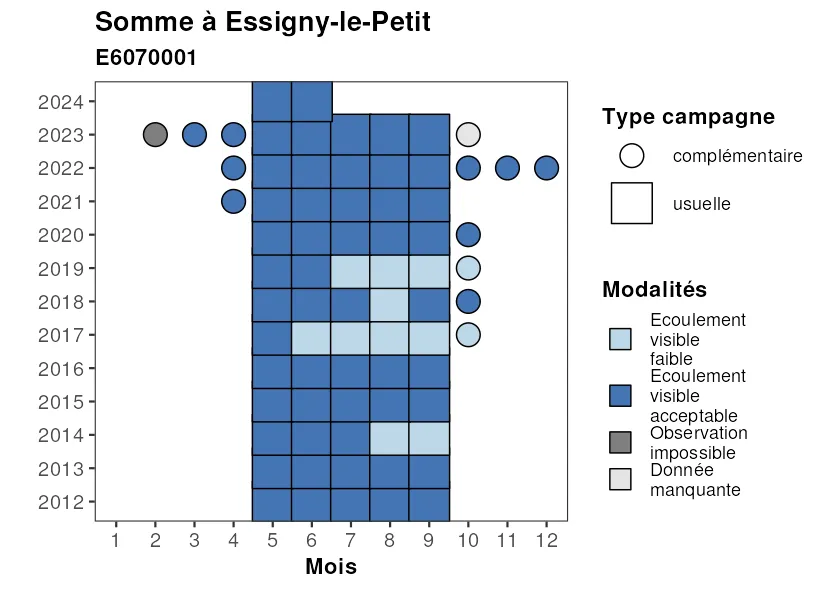 Somme à Essigny-le-Petit
E6070001
2024
2023
2022
2021
2020
2019
2018
2017
2016
2015
2014
2013
2012
1 2 3 4 5 6 7 8 9 10 11 12
Mois
Type campagne
complémentaire
usuelle
Modalités
Ecoulement
visible
faible
Ecoulement
visible
acceptable
Observation
impossible
Donnée
manquante